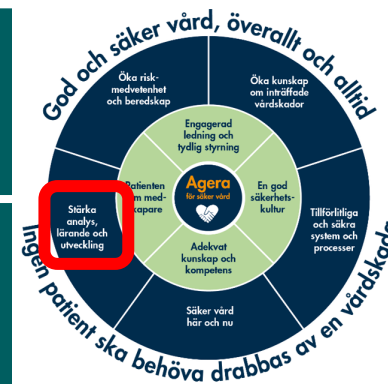 God och säker vård, överallt och alltid
Öka risk-
medvetenhet
och beredskap
Öka kunskap
om inträffade
vårdskador
Engagerad
ledning och
tydlig styrning
Patienten
som med-
skapare
Agera
för säker vård
En god
säkerhets-
kultur
Stärka
analys,
lärande och
utveckling
Tillförlitliga
och säkra
system och
processer
Adekvat
kunskap och
kompetens
Säker vård
här och nu
Ingen patient ska behöva drabbas av en vårdskada